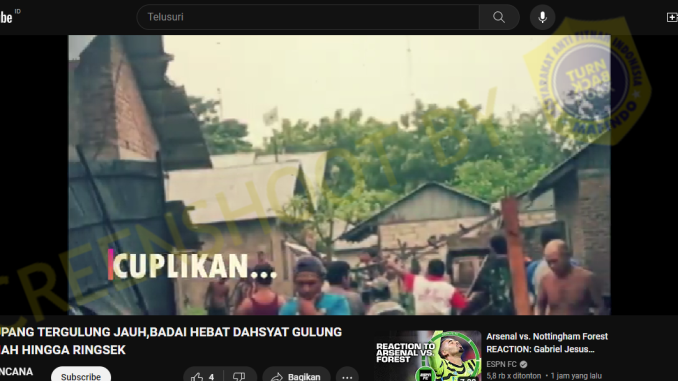 be ID
Telusuri
MASYARAKAT ANTI FITNAH INDONESIA
TURN
BACK
MAFINDO
SCREENSHOOT BY
CUPLIKAN...
PANG TERGULUNG JAUH,BADAI HEBAT DAHSYAT GULUNG
AH HINGGA RINGSEK
NCANA
Subscribe
4
Bagikan
REACTION TO
ARSENAL VS.
FOREST
Arsenal vs. Nottingham Forest
REACTION: Gabriel Jesus...
ESPN FC
5,8 rb x ditonton • 1 jam yang lalu